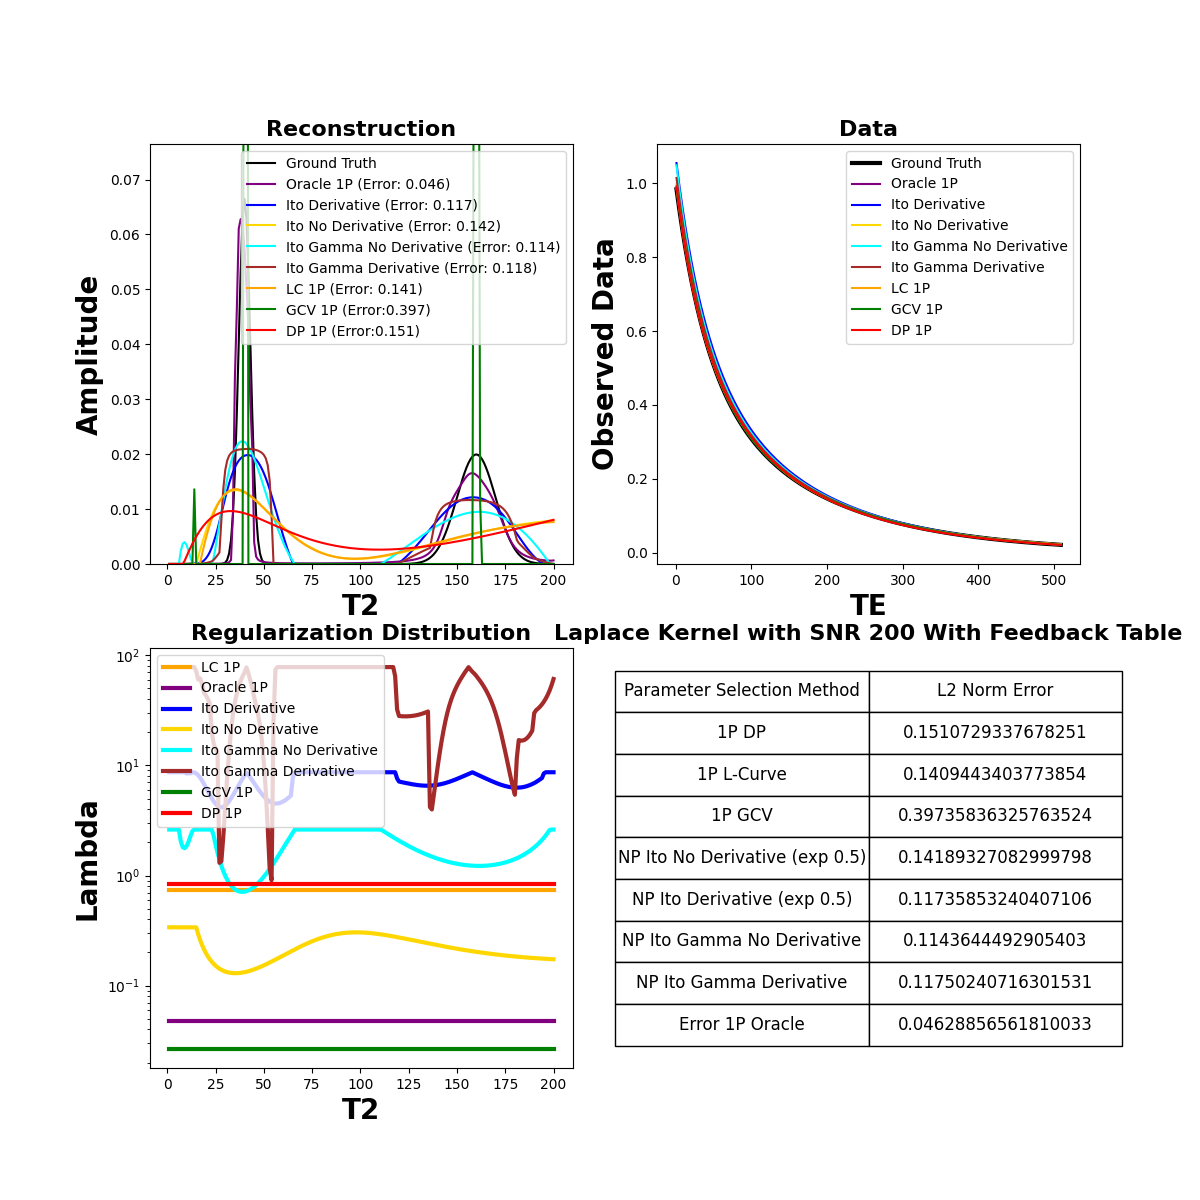 Reconstruction
Amplitude
0.07
0.06
0.05
0.04
0.03
0.02
0.01
0.00
Ground Truth
Oracle 1P (Error: 0.046)
Ito Derivative (Error: 0.117)
Ito No Derivative (Error: 0.142)
Ito Gamma No Derivative (Error: 0.114)
Ito Gamma Derivative (Error: 0.118)
LC 1P (Error: 0.141)
GCV 1P (Error:0.397)
DP 1P (Error:0.151)
0 25 50 75 100 125 150 175 200
T2
Data
Observed Data
1.0
0.8
0.6
0.4
0.2
0.0
Ground Truth
Oracle 1P
Ito Derivative
Ito No Derivative
Ito Gamma No Derivative
Ito Gamma Derivative
LC 1P
GCV 1P
DP 1P
0 100 200 300 400 500
TE
Regularization Distribution
Lambda
10²
10¹
10⁰
10⁻¹
LC 1P
Oracle 1P
Ito Derivative
Ito No Derivative
Ito Gamma No Derivative
Ito Gamma Derivative
GCV 1P
DP 1P
0 25 50 75 100 125 150 175 200
T2
Laplace Kernel with SNR 200 With Feedback Table
Parameter Selection Method L2 Norm Error
1P DP 0.1510729337678251
1P L-Curve 0.1409443403773854
1P GCV 0.39735836325763524
NP Ito No Derivative (exp 0.5) 0.14189327082999798
NP Ito Derivative (exp 0.5) 0.11735853240407106
NP Ito Gamma No Derivative 0.1143644492905403
NP Ito Gamma Derivative 0.11750240716301531
Error 1P Oracle 0.04628856561810033